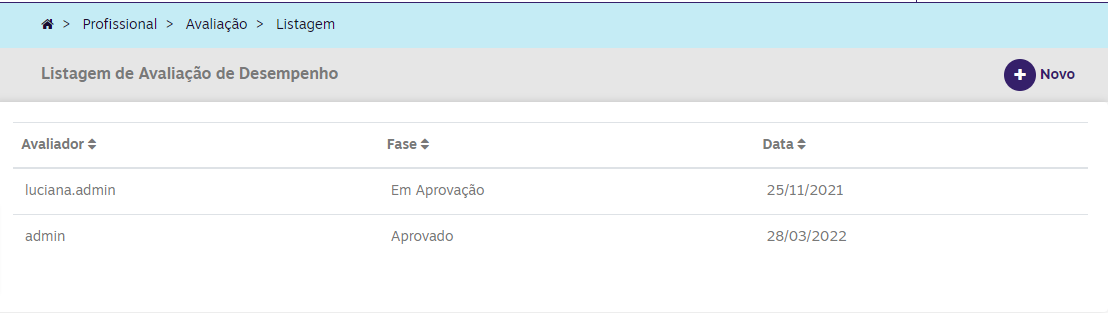 > Profissional > Avaliação > Listagem
Listagem de Avaliação de Desempenho Novo
Avaliador Fase Data
luciana.admin Em Aprovação 25/11/2021
admin Aprovado 28/03/2022